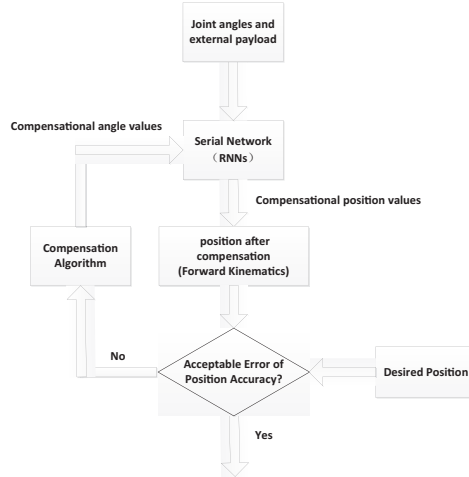 Joint angles and
external payload
Compensational angle values
Serial Network
（RNNs）
Compensational position values
Compensation
Algorithm
position after
compensation
(Forward Kinematics)
No
Acceptable Error of
Position Accuracy?
Desired Position
Yes